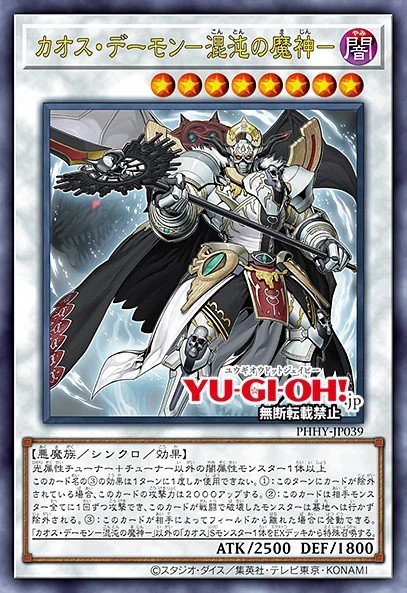 カオス・デーモンー混沌の魔神ー
闇
YU-GI-OH!.jp
ユウギオウドットジェイピー
無断転載禁止
PHHY-JP039
【悪魔族／シンクロ／効果】
光属性チューナー＋チューナー以外の闇属性モンスター1体以上
このカード名の③の効果は1ターンに1度しか使用できない。①：このターンにカードが除
外されている場合、このカードの攻撃力は2000アップする。②：このカードは相手モンス
ター全てに1回ずつ攻撃でき、このカードが戦闘で破壊したモンスターは墓地へは行かず
除外される。③：このカードが相手によってフィールドから離れた場合に発動できる。
「カオス・デーモンー混沌の魔神ー」以外の「カオス」Sモンスター1体をEXデッキから特殊召喚する。
ATK/2500 DEF/1800
©スタジオ・ダイス／集英社・テレビ東京・KONAMI